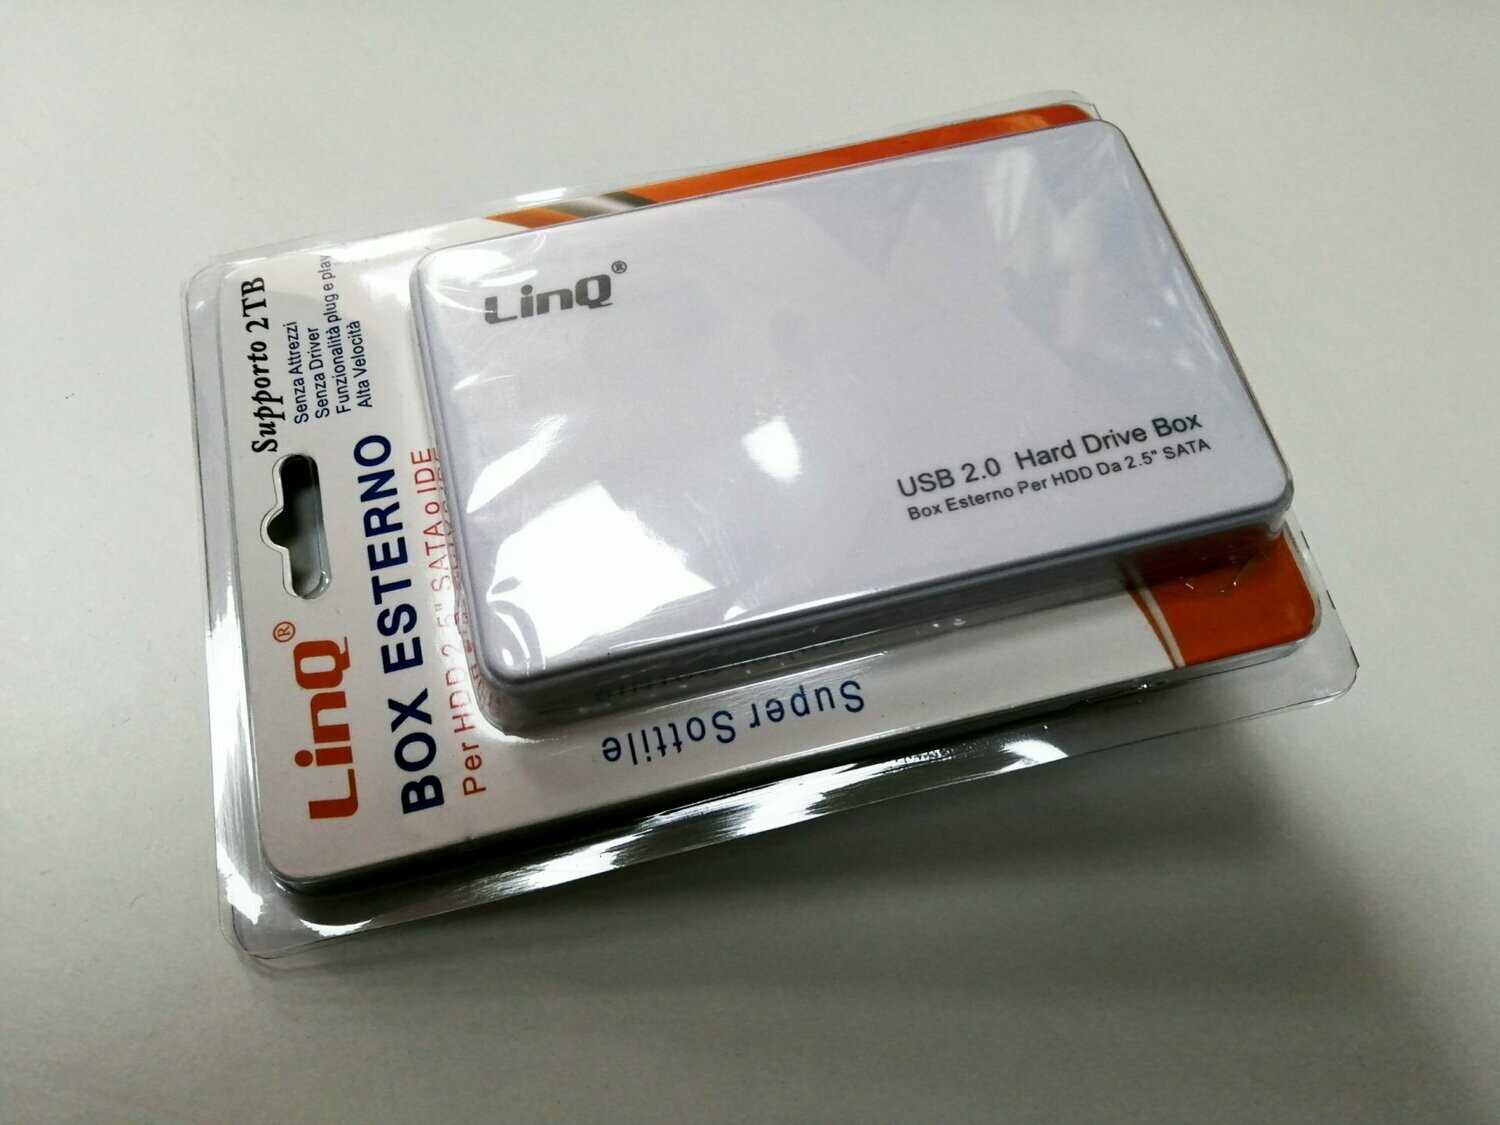 LinQ®
BOX ESTERNO
Per HDD 2.5" SATA o IDE
Supporto 2TB
Senza Attrezzi
Senza Driver
Funzionalità plug e play
Alta Velocità
LinQ®
USB 2.0 Hard Drive Box
Box Esterno Per HDD Da 2.5" SATA
Super Sottile